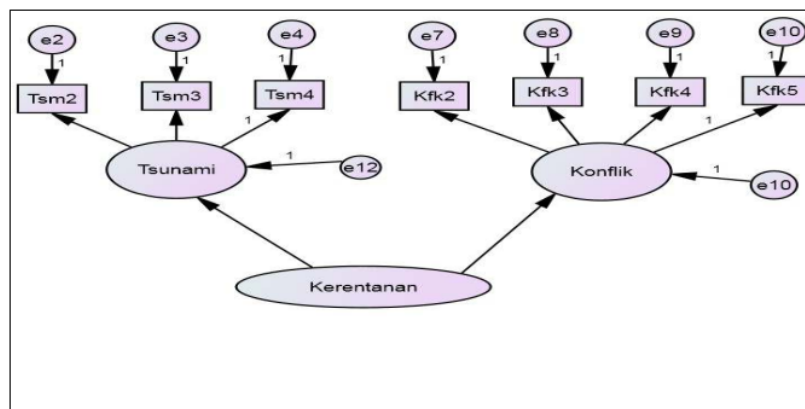 e2 e3 e4 e7 e8 e9 e10
1 1 1 1 1 1 1
Tsm2 Tsm3 Tsm4 Kfk2 Kfk3 Kfk4 Kfk5
1 1
Tsunami 1 e12 Konflik 1 e10
Kerentanan